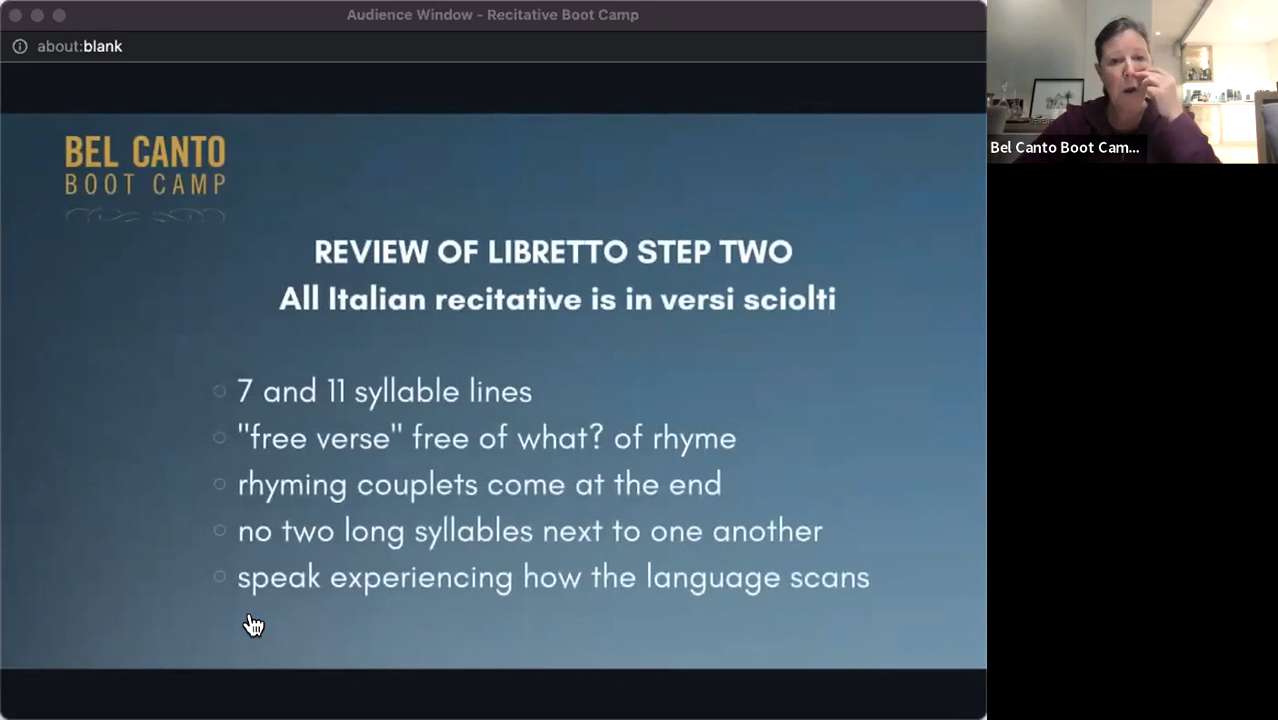 Audience Window - Recitative Boot Camp
about:blank
BEL CANTO
BOOT CAMP
REVIEW OF LIBRETTO STEP TWO
All Italian recitative is in versi sciolti
7 and 11 syllable lines
"free verse" free of what? of rhyme
rhyming couplets come at the end
no two long syllables next to one another
speak experiencing how the language scans
Bel Canto Boot Cam...